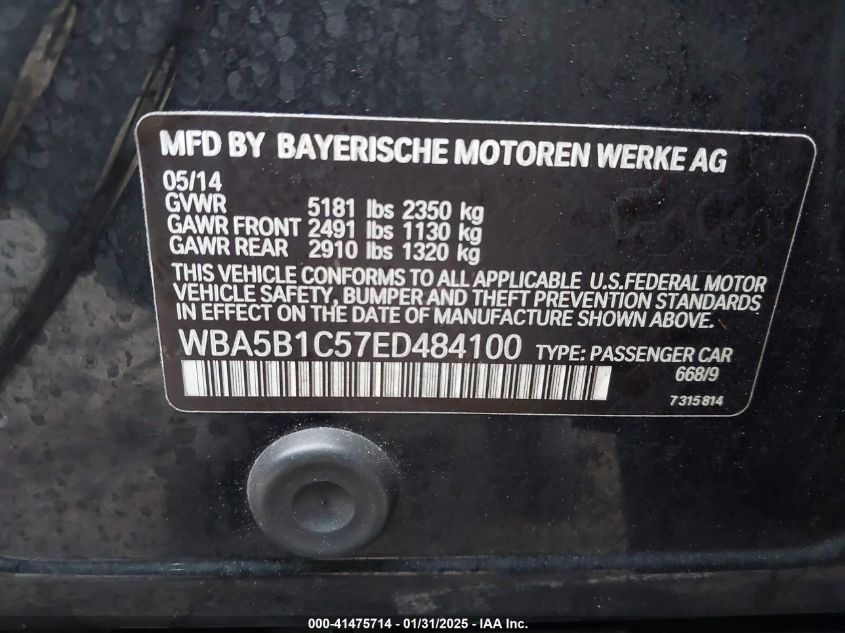 MFD BY BAYERISCHE MOTOREN WERKE AG
05/14
GVWR 5181 lbs 2350 kg
GAWR FRONT 2491 lbs 1130 kg
GAWR REAR 2910 lbs 1320 kg
THIS VEHICLE CONFORMS TO ALL APPLICABLE U.S.FEDERAL MOTOR
VEHICLE SAFETY, BUMPER AND THEFT PREVENTION STANDARDS
IN EFFECT ON THE DATE OF MANUFACTURE SHOWN ABOVE.
WBA5B1C57ED484100 TYPE: PASSENGER CAR
668/9
7 315 814
000-41475714 - 01/31/2025 - IAA Inc.